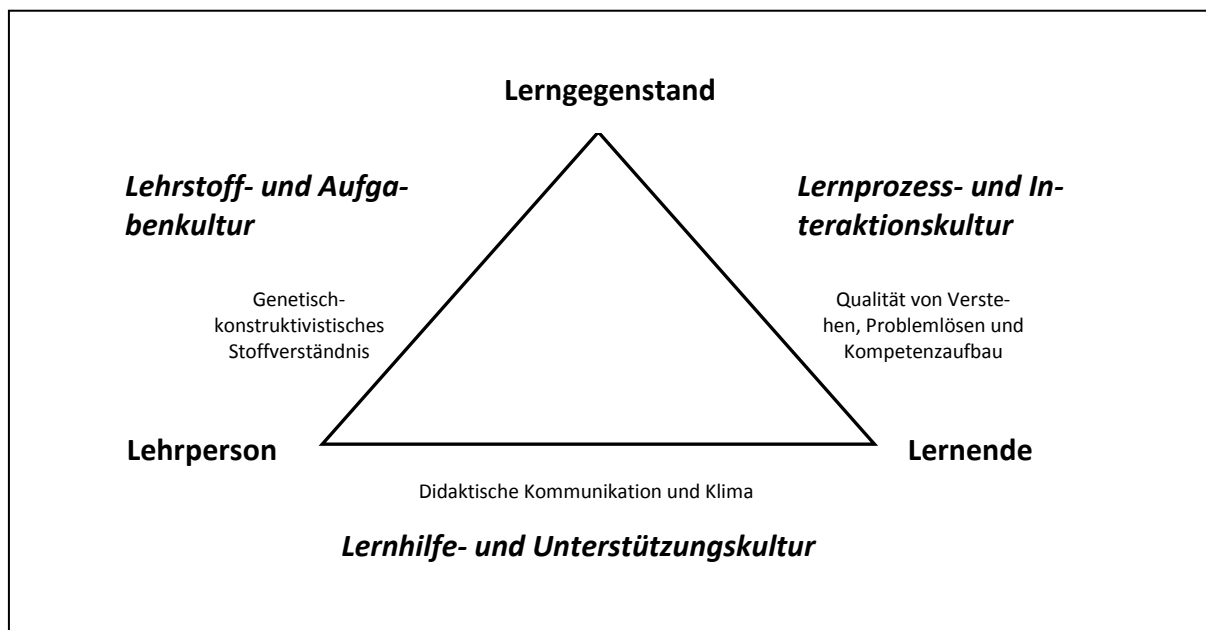 Lerngegenstand
Lehrstoff- und Aufga-
benkultur
Lernprozess- und In-
teraktionskultur
Genetisch-
konstruktivistisches
Stoffverständnis
Qualität von Verste-
hen, Problemlösen und
Kompetenzaufbau
Lehrperson
Lernende
Didaktische Kommunikation und Klima
Lernhilfe- und Unterstützungskultur